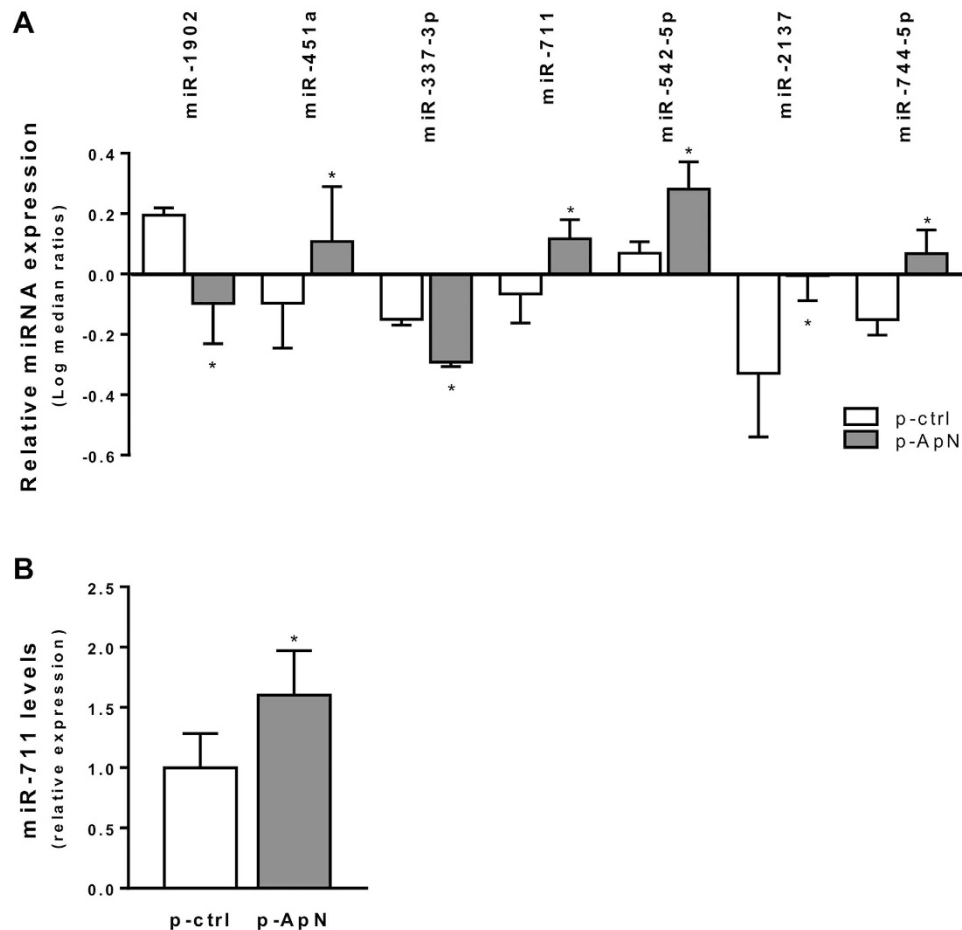 A
miR-1902
miR-451a
miR-337-3p
miR-711
miR-542-5p
miR-2137
miR-744-5p
Relative miRNA expression
(Log median ratios)
0.4
0.2
0.0
-0.2
-0.4
-0.6
*
*
*
*
*
*
*
p-ctrl
p-ApN
B
miR-711 levels
(relative expression)
2.5
2.0
1.5
1.0
0.5
0.0
*
p-ctrl
p-ApN